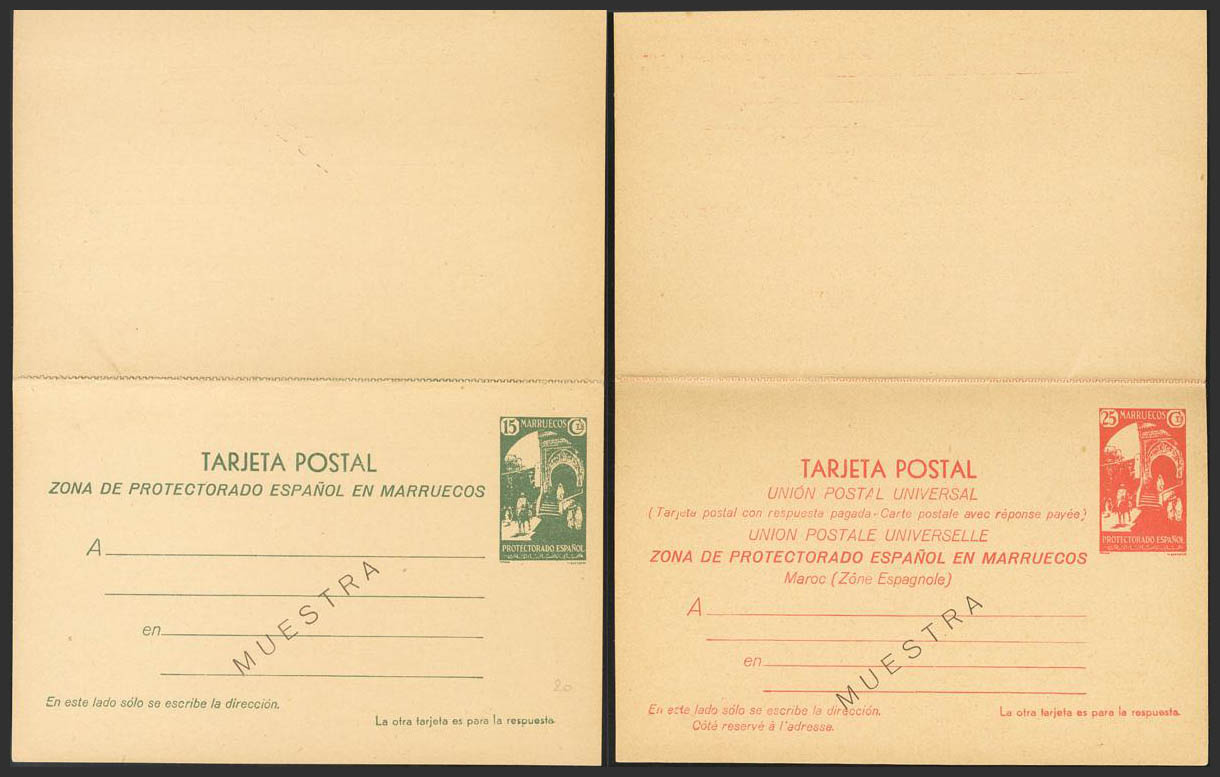 15 MARRUECOS Cts
TARJETA POSTAL
ZONA DE PROTECTORADO ESPAÑOL EN MARRUECOS
PROTECTORADO ESPAÑOL
A
en
MUESTRA
En este lado sólo se escribe la dirección.
20
La otra tarjeta es para la respuesta.
25 MARRUECOS Cts
TARJETA POSTAL
UNIÓN POSTAL UNIVERSAL
(Tarjeta postal con respuesta pagada-Carte postale avec réponse payée)
UNION POSTALE UNIVERSELLE
PROTECTORADO ESPAÑOL
ZONA DE PROTECTORADO ESPAÑOL EN MARRUECOS
Maroc (Zône Espagnole)
A
en
MUESTRA
En este lado sólo se escribe la dirección.
La otra tarjeta es para la respuesta.
Côté reservé à l'adresse.